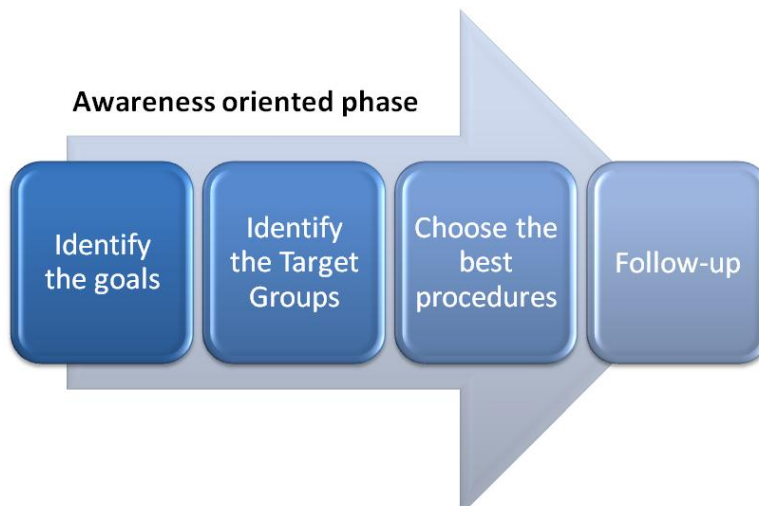 Awareness oriented phase
Identify
the goals
Identify
the Target
Groups
Choose the
best
procedures
Follow-up